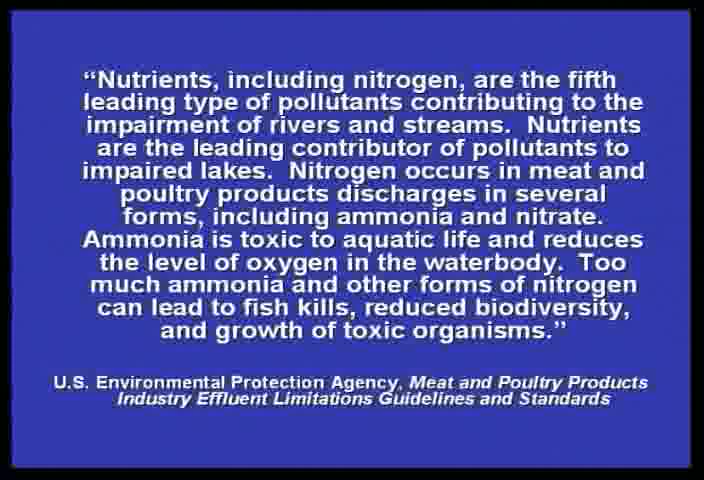 “Nutrients, including nitrogen, are the fifth
leading type of pollutants contributing to the
impairment of rivers and streams.  Nutrients
are the leading contributor of pollutants to
impaired lakes.  Nitrogen occurs in meat and
poultry products discharges in several
forms, including ammonia and nitrate.
Ammonia is toxic to aquatic life and reduces
the level of oxygen in the waterbody.  Too
much ammonia and other forms of nitrogen
can lead to fish kills, reduced biodiversity,
and growth of toxic organisms.”
U.S. Environmental Protection Agency, Meat and Poultry Products
Industry Effluent Limitations Guidelines and Standards